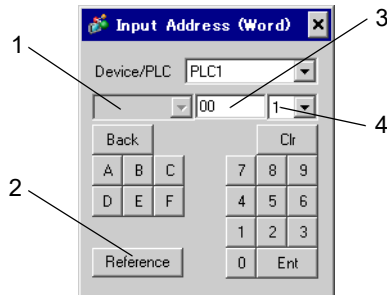 Input Address (Word)
1
3
Device/PLC PLC1
00 1
4
Back Clr
A B C 7 8 9
D E F 4 5 6
2
1 2 3
Reference 0 Ent